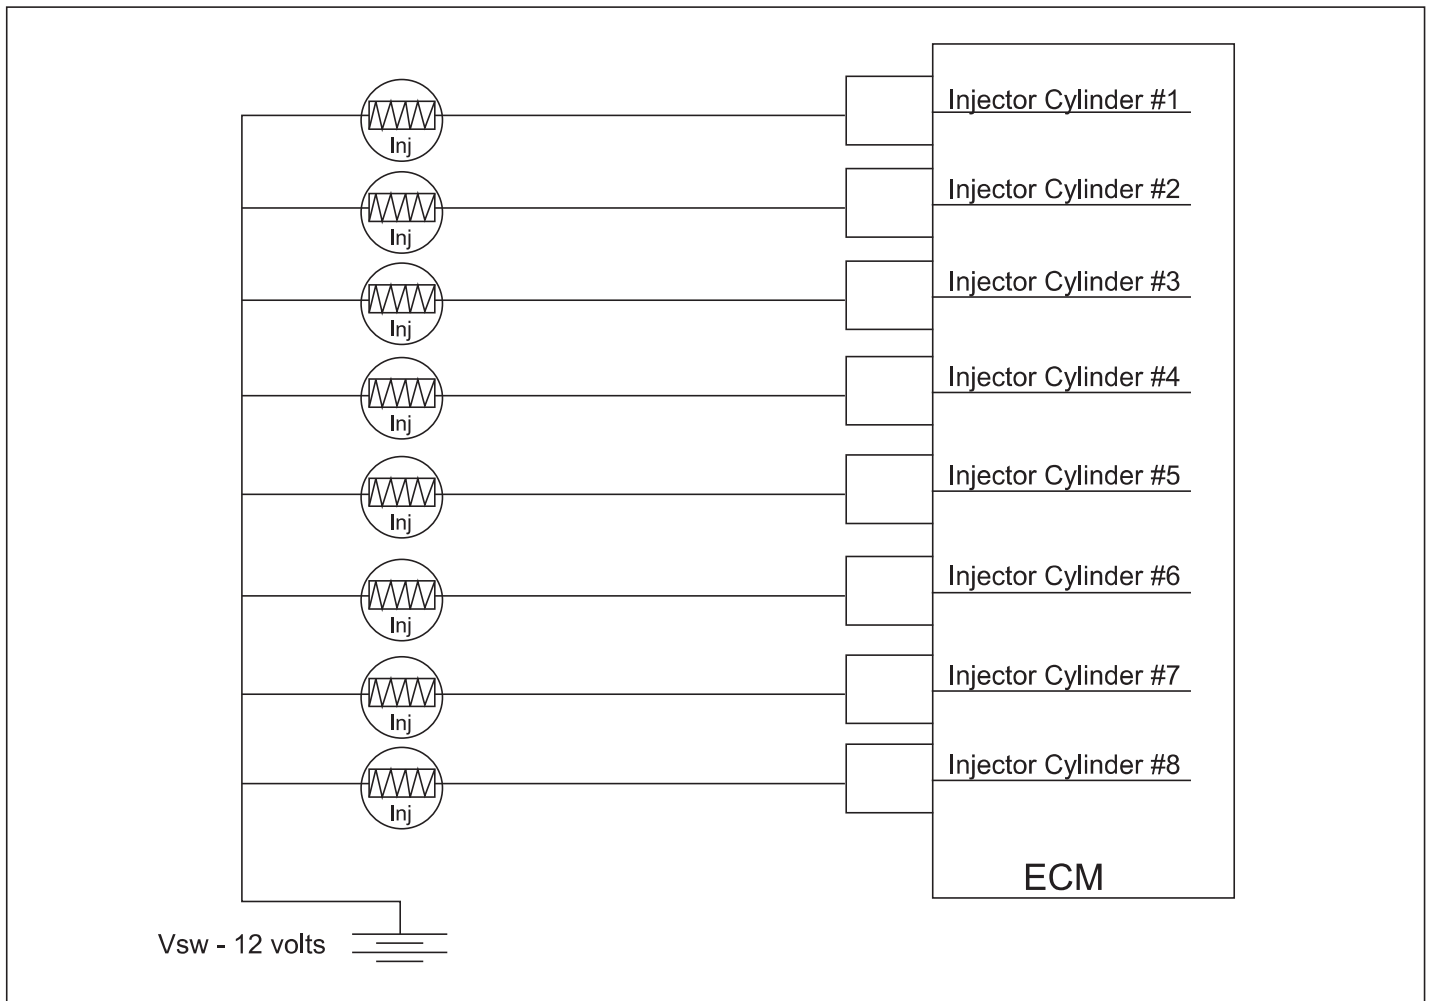 Injector Cylinder #1
Inj
Injector Cylinder #2
Inj
Injector Cylinder #3
Inj
Injector Cylinder #4
Inj
Injector Cylinder #5
Inj
Injector Cylinder #6
Inj
Injector Cylinder #7
Inj
Injector Cylinder #8
Inj
ECM
Vsw - 12 volts